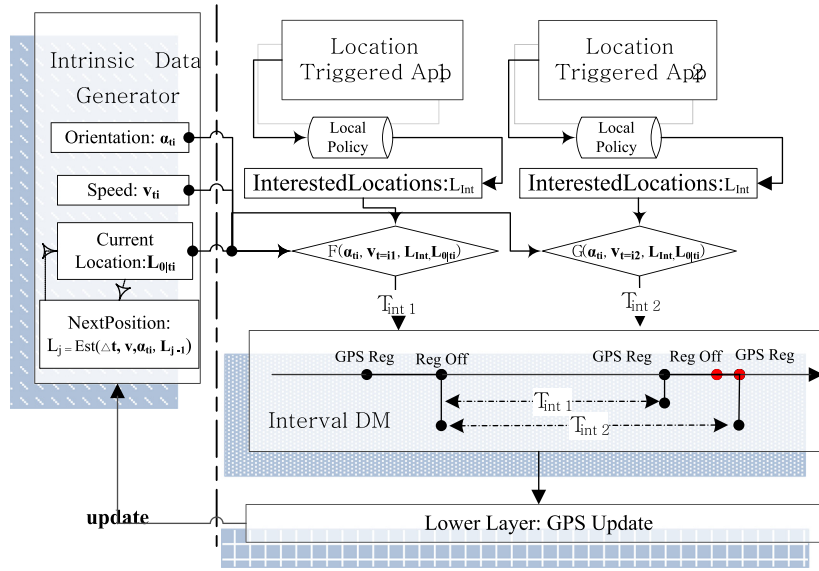 Intrinsic Data
Generator
Orientation: αti
Speed: vti
Current
Location:L0|ti
NextPosition:
Lj = Est(△t, v,αti, Lj-1)
update
Location
Triggered App1
Local
Policy
InterestedLocations:LInt
F(αti, vt=i1, LInt,L0|ti)
Tint 1
Location
Triggered App2
Local
Policy
InterestedLocations:LInt
G(αti, vt=i2, LInt,L0|ti)
Tint 2
GPS Reg
Reg Off
GPS Reg
Reg Off
GPS Reg
Tint 1
Tint 2
Interval DM
Lower Layer: GPS Update